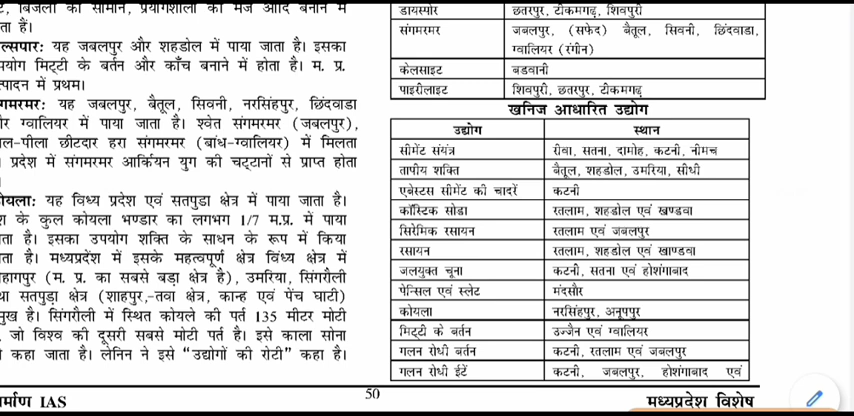 बिजली का सामान, प्रयोगशाला की मेज आदि बनाने में
ता है।
ल्सपारः यह जबलपुर और शहडोल में पाया जाता है। इसका
पयोग मिट्टी के बर्तन और काँच बनाने में होता है। म. प्र.
त्पादन में प्रथम।
गमरमरः यह जबलपुर, बैतूल, सिवनी, नरसिंहपुर, छिंदवाडा
र ग्वालियर में पाया जाता है। श्वेत संगमरमर (जबलपुर),
ल-पीला छीटदार हरा संगमरमर (बांध-ग्वालियर) में मिलता
प्रदेश में संगमरमर आर्कियन युग की चट्टानों से प्राप्त होता
ोयलाः यह विध्य प्रदेश एवं सतपुडा क्षेत्र में पाया जाता है।
श के कुल कोयला भण्डार का लगभग 1/7 म.प्र. में पाया
ता है। इसका उपयोग शक्ति के साधन के रूप में किया
ता है। मध्यप्रदेंश में इसके महत्वपूर्ण क्षेत्र विंध्य क्षेत्र में
हागपुर (म. प्र. का सबसे बड़ा क्षेत्र है), उमरिया, सिंगरौली
था सतपुड़ा क्षेत्र (शाहपुर,-तवा क्षेत्र, कान्ह एवं पेंच घाटी)
मुख है। सिंगरौली में स्थित कोयले की पर्त 135 मीटर मोटी
जो विश्व की दूसरी सबसे मोटी पर्त है। इसे काला सोना
कहा जाता है। लेनिन ने इसे "उद्योगों की रोटी" कहा है।
डायस्पोर छतरपुर, टीकमगढ़, शिवपुरी
संगमरमर जबलपुर, (सफेद) बैतूल, सिवनी, छिंदवाडा,
ग्वालियर (रंगीन)
केलसाइट बडवानी
पाइरीलाइट शिवपुरी, छतरपुर, टीकमगढ़
खनिज आधारित उद्योग
उद्योग स्थान
सीमेंट संयंत्र रीवा, सतना, दामोह, कटनी, नीमच
तापीय शक्ति बैतूल, शहडोल, उमरिया, सीधी
एबेस्टस सीमेंट की चादरें कटनी
कॉस्टिक सोडा रतलाम, शहडोल एवं खण्डवा
सिरेमिक रसायन रतलाम एवं जबलपुर
रसायन रतलाम, शहडोल एवं खाण्डवा
जलयुक्त चूना कटनी, सतना एवं होशंगाबाद
पेन्सिल एवं स्लेट मंदसौर
कोयला नरसिंहपुर, अनूपपुर
मिट्टी के बर्तन उज्जैन एवं ग्वालियर
गलन रोधी बर्तन कटनी, रतलाम एवं जबलपुर
गलन रोधी ईटें कटनी, जबलपुर, होशंगाबाद एवं
र्माण IAS 50 मध्यप्रदेश विशेष